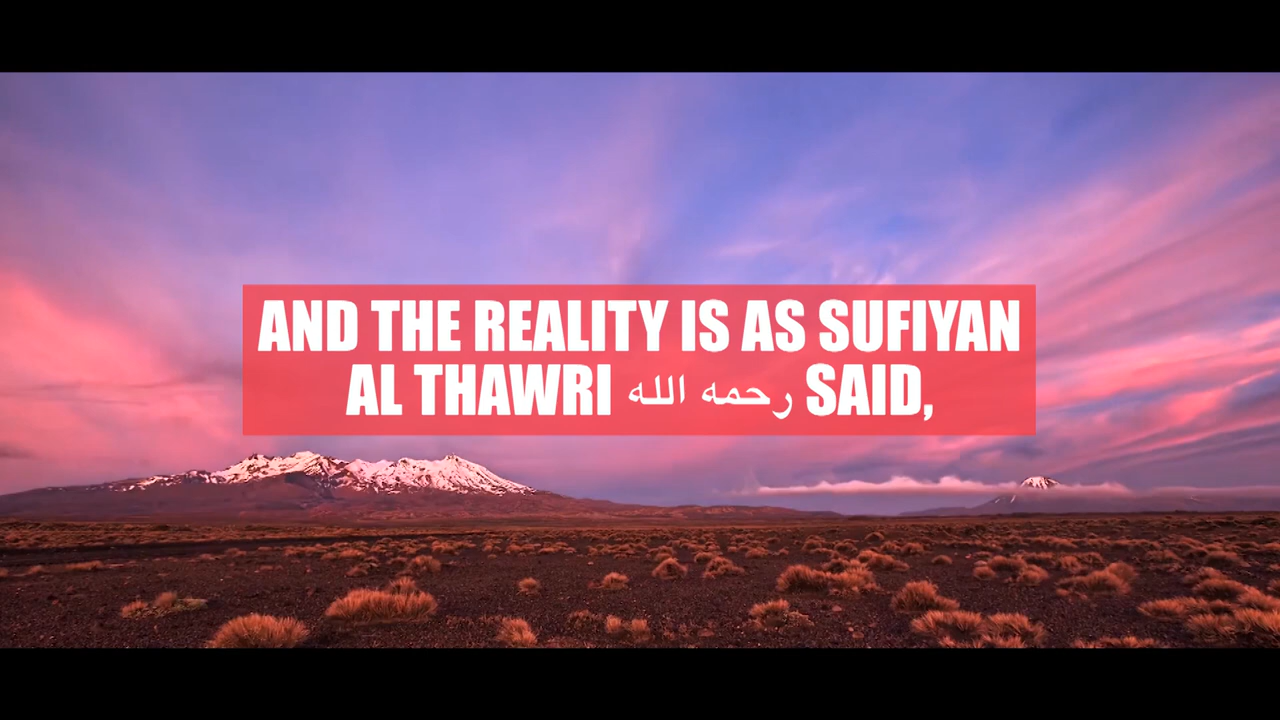 AND THE REALITY IS AS SUFIYAN
AL THAWRI رحمه الله SAID,